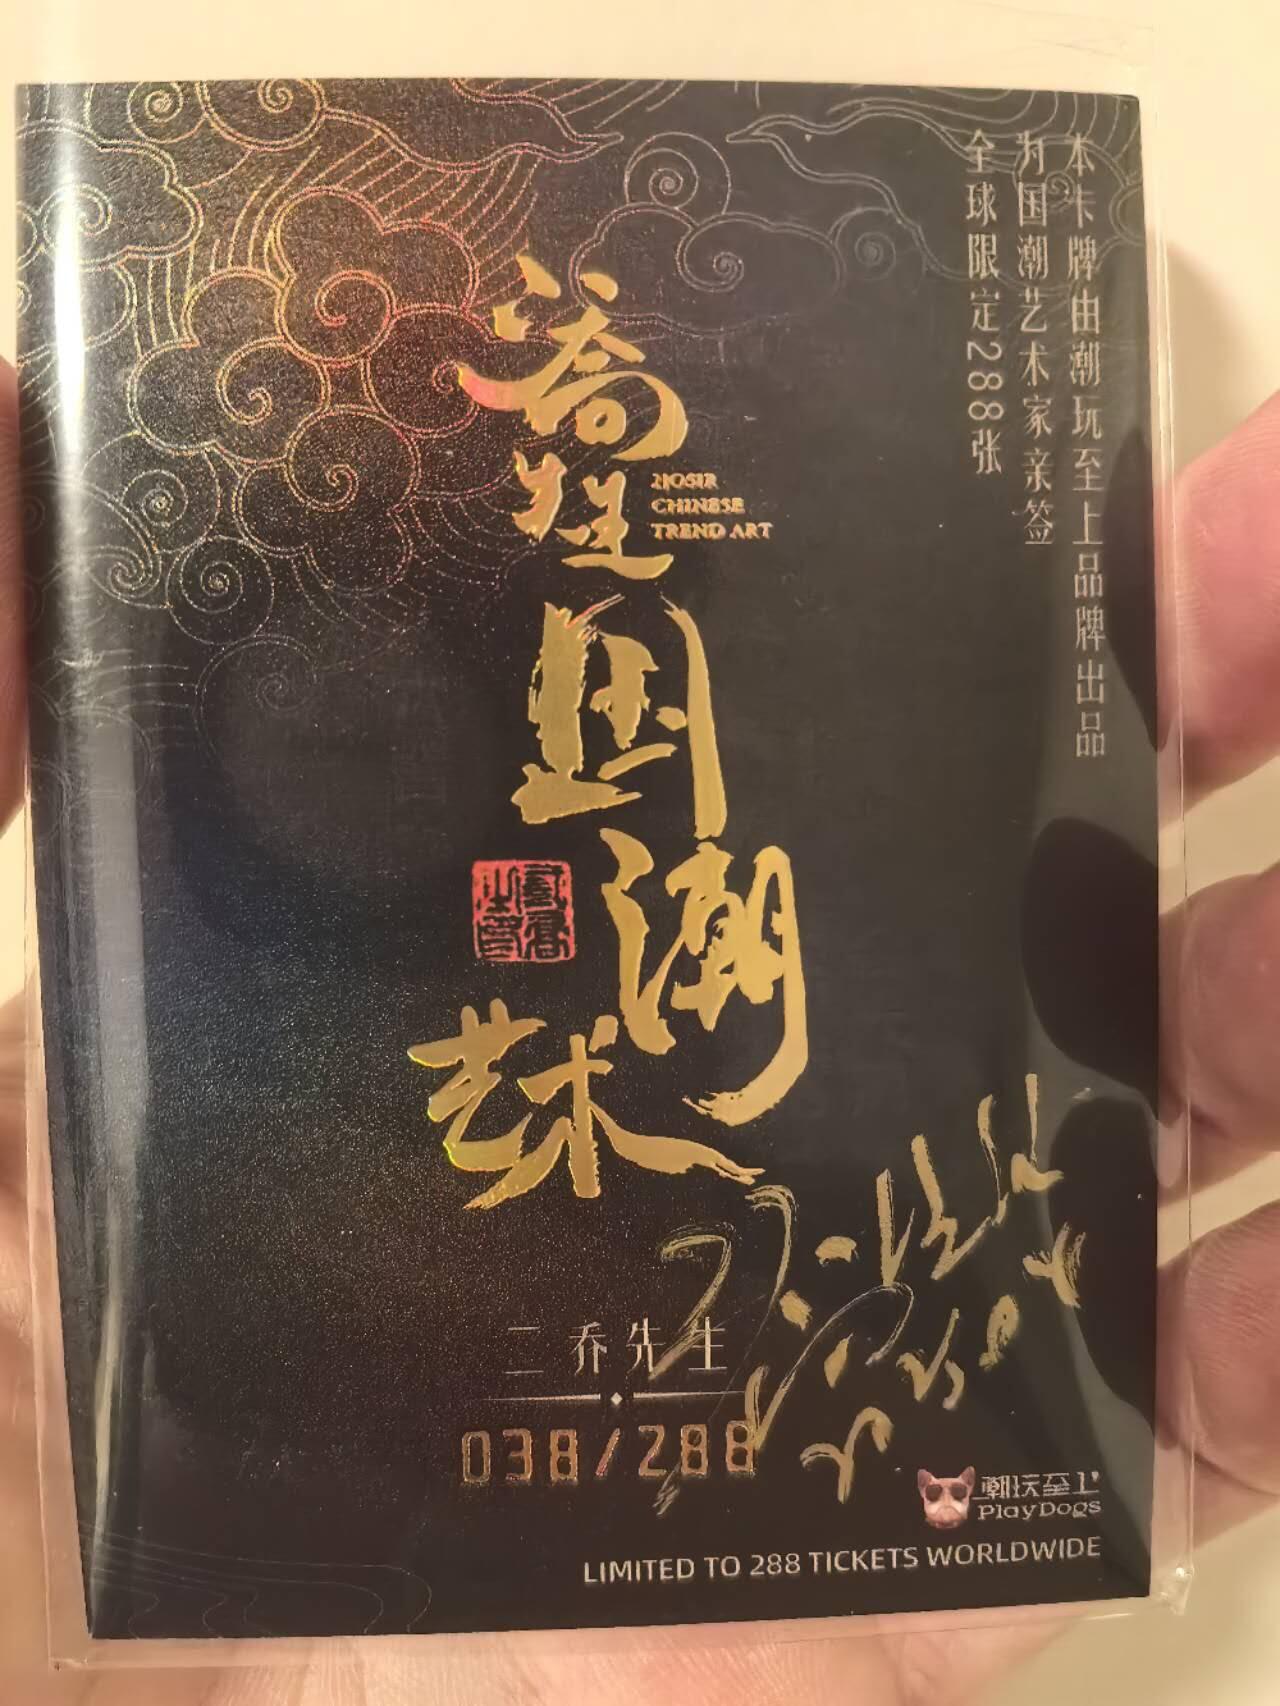 本卡牌由潮玩至上品牌出品
为国潮艺术家亲签
全球限定288张
NOSIR
CHINESE
TREND ART
国潮
艺术
二乔先生
038/288
潮玩至上
PlayDogs
LIMITED TO 288 TICKETS WORLDWIDE